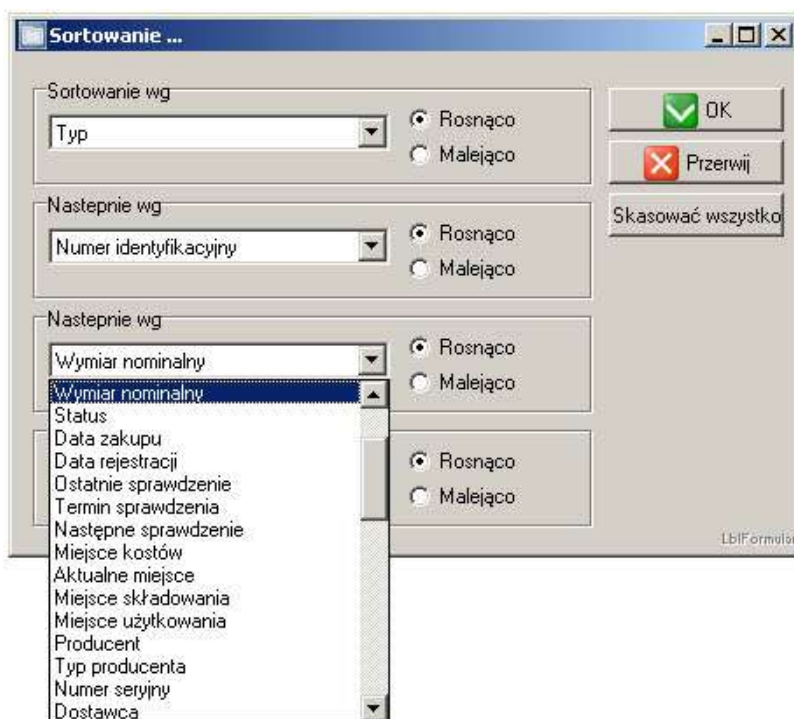 Sortowanie ...
Sortowanie wg
Typ
Rosnąco
Malejąco
OK
Przerwij
Skasować wszystko
Nastepnie wg
Numer identyfikacyjny
Rosnąco
Malejąco
Nastepnie wg
Wymiar nominalny
Rosnąco
Malejąco
Wymiar nominalny
Status
Data zakupu
Data rejestracji
Ostatnie sprawdzenie
Termin sprawdzenia
Następne sprawdzenie
Miejsce kostów
Aktualne miejsce
Miejsce składowania
Miejsce użytkowania
Producent
Typ producenta
Numer seryjny
Dostawca
Rosnąco
Malejąco